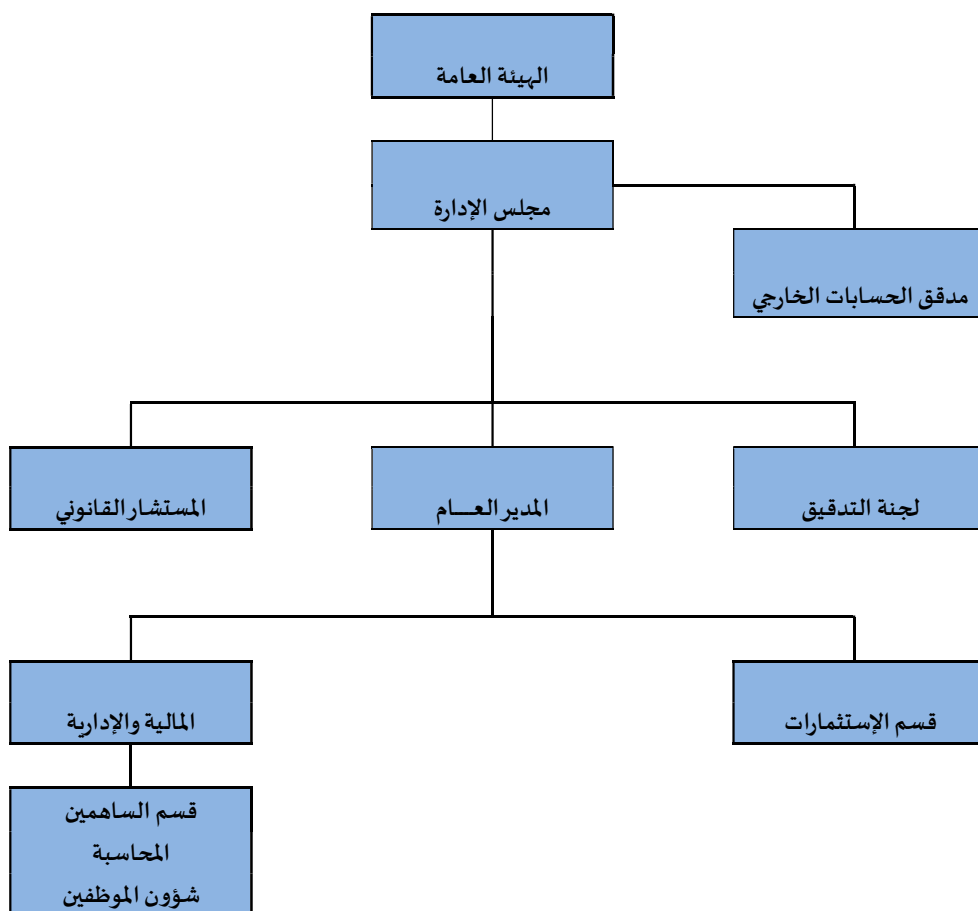 الهيئة العامة
مجلس الإدارة
مدقق الحسابات الخارجي
لجنة التدقيق
المدير العـــام
المستشار القانوني
قسم الإستثمارات
المالية والإدارية
قسم الساهمين
المحاسبة
شؤون الموظفين